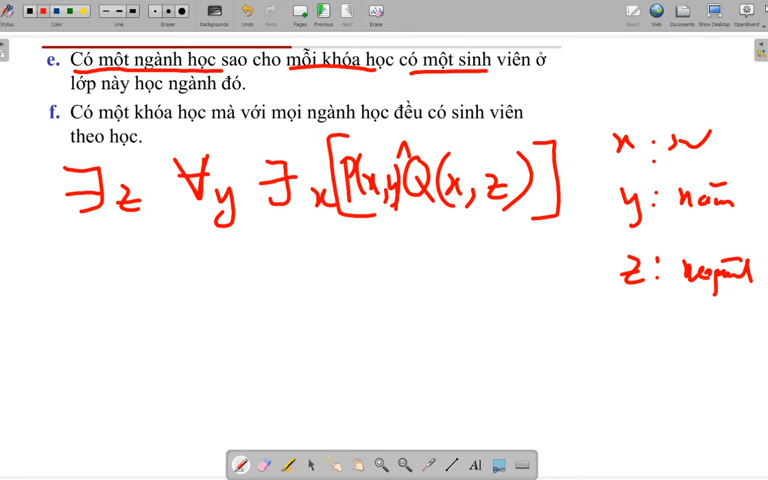 Stylus
Color
Line
Eraser
Backgrounds
Undo
Redo
Pages
Previous
Next
Erase
Board
Web
Documents
Show Desktop
OpenBoard
e. Có một ngành học sao cho mỗi khóa học có một sinh viên ở
lớp này học ngành đó.
f. Có một khóa học mà với mọi ngành học đều có sinh viên
theo học.
∃z ∀y ∃x [P(x,y)^Q(x,z)]
x : sv
y : năm
z : ngành
AI